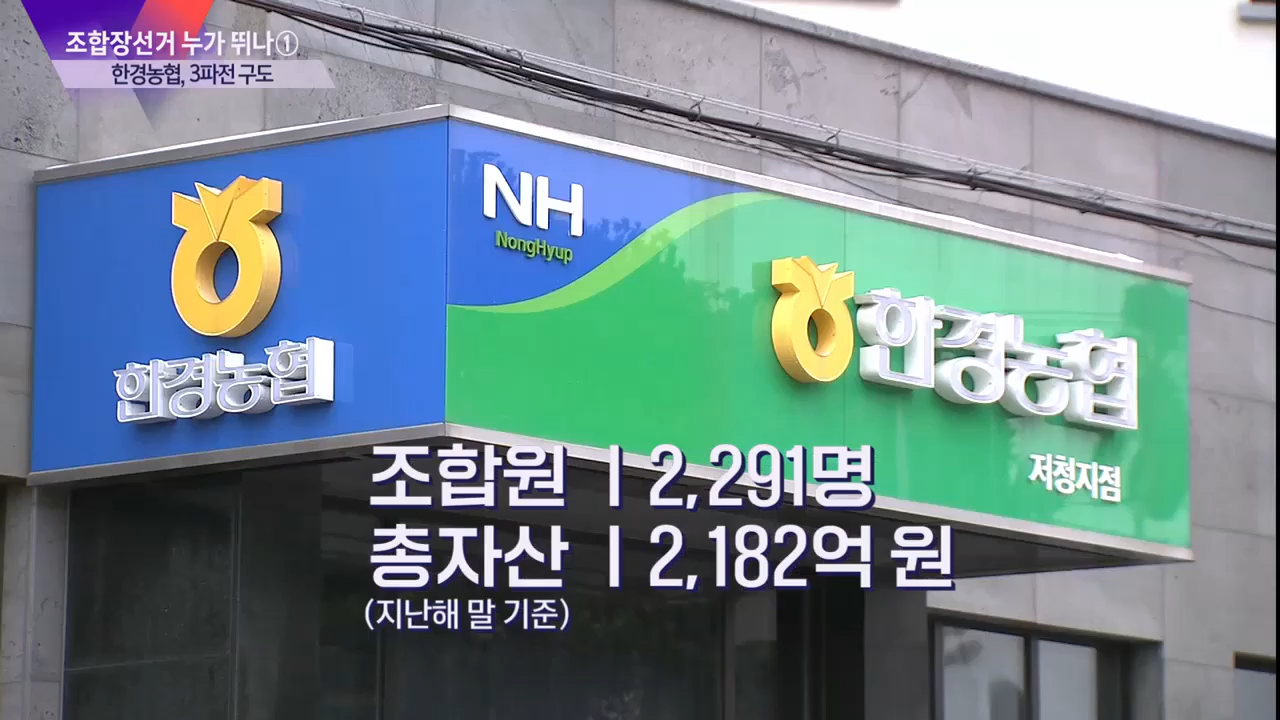 조합장선거 누가 뛰나①
한경농협, 3파전 구도
NH
NongHyup
한경농협
한경농협
저청지점
조합원 | 2,291명
총자산 | 2,182억 원
(지난해 말 기준)